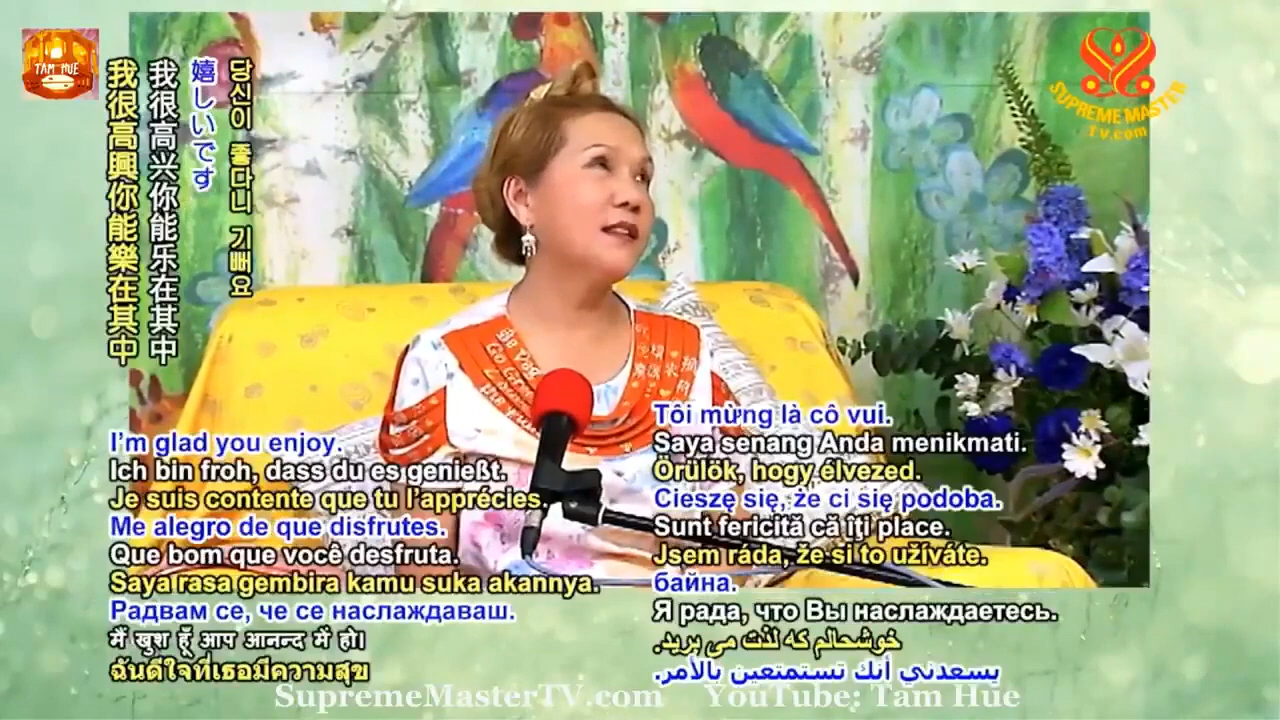 TAM HUE
我很高興你能樂在其中
我很高兴你能乐在其中
嬉しいです
당신이 좋다니 기뻐요
SUPREME MASTER
TV.com
I'm glad you enjoy.
Ich bin froh, dass du es genießt.
Je suis contente que tu l'apprécies.
Me alegro de que disfrutes.
Que bom que você desfruta.
Saya rasa gembira kamu suka akannya.
Радвам се, че се наслаждаваш.
मैं खुश हूँ आप आनन्द में हो।
ฉันดีใจที่เธอมีความสุข
Tôi mừng là cô vui.
Saya senang Anda menikmati.
Örülök, hogy élvezed.
Cieszę się, że ci się podoba.
Sunt fericită că îţi place.
Jsem ráda, že si to užíváte.
байна.
Я рада, что Вы наслаждаетесь.
خوشحالم که لذت می برید.
يسعدني أنك تستمتعين بالأمر.
SupremeMasterTV.com YouTube: Tam Hue